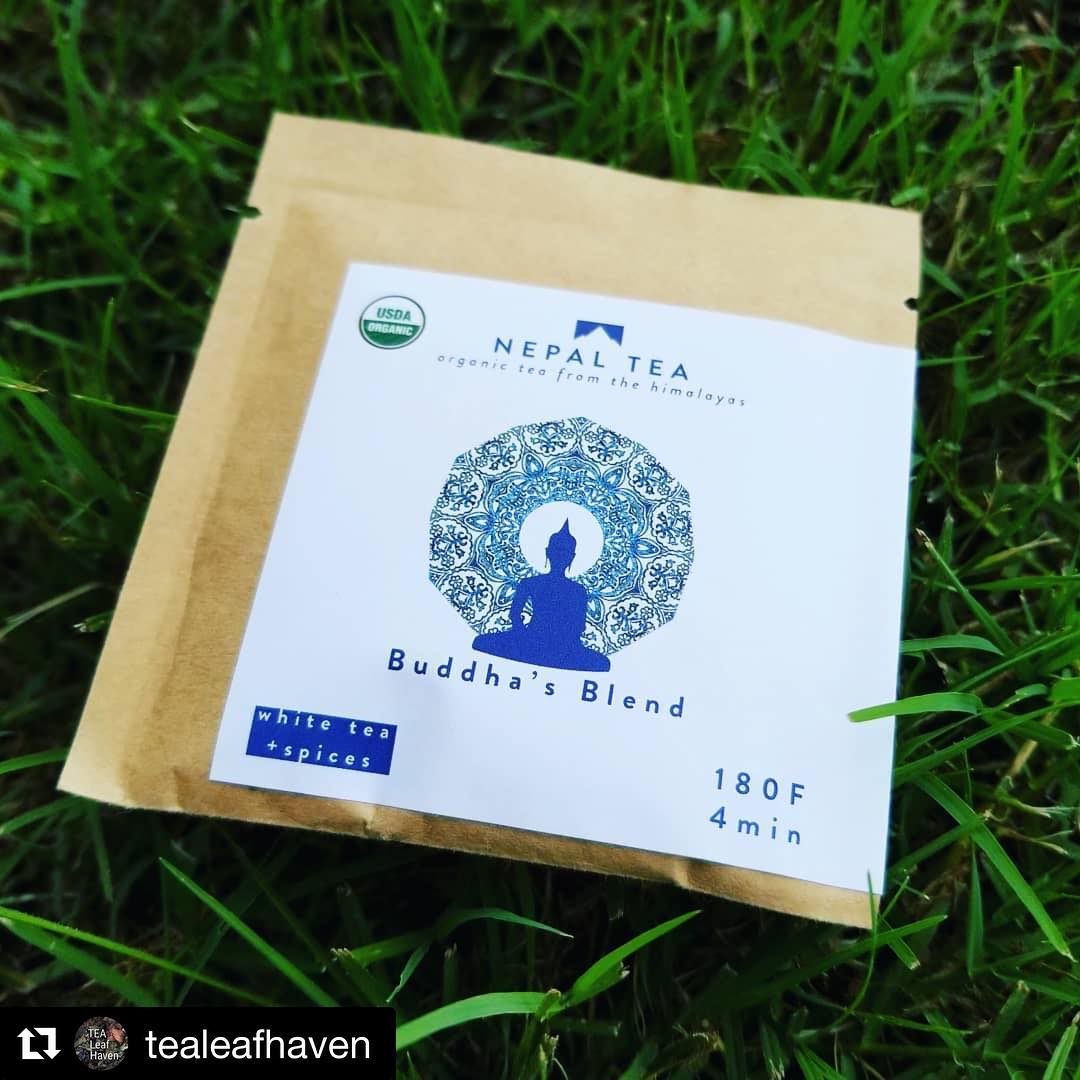 USDA
ORGANIC
NEPAL TEA
organic tea from the himalayas
Buddha's Blend
white tea
+spices
180F
4min
TEA
Leaf
Haven
tealeafhaven